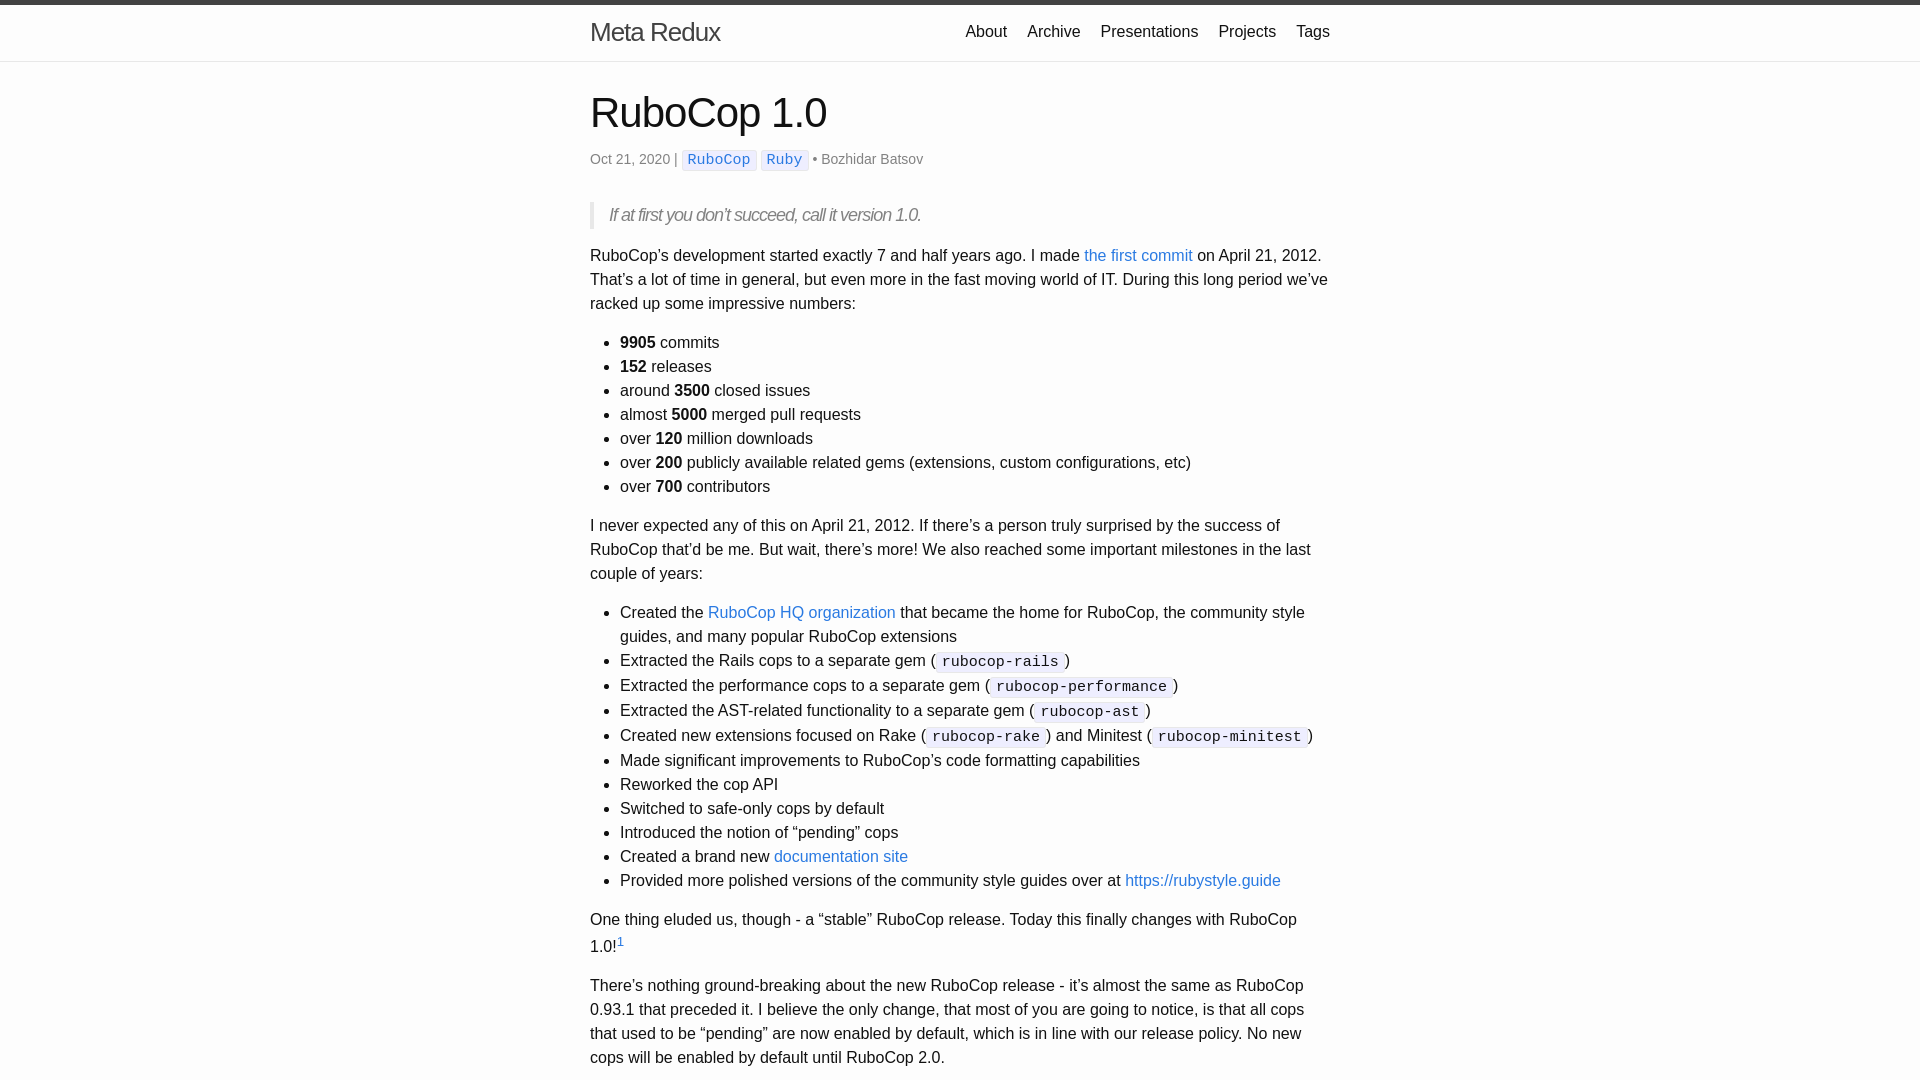 Meta Redux
About Archive Presentations Projects Tags
RuboCop 1.0
Oct 21, 2020 | RuboCop Ruby • Bozhidar Batsov
If at first you don’t succeed, call it version 1.0.
RuboCop’s development started exactly 7 and half years ago. I made the first commit on April 21, 2012.
That’s a lot of time in general, but even more in the fast moving world of IT. During this long period we’ve
racked up some impressive numbers:
• 9905 commits
• 152 releases
• around 3500 closed issues
• almost 5000 merged pull requests
• over 120 million downloads
• over 200 publicly available related gems (extensions, custom configurations, etc)
• over 700 contributors
I never expected any of this on April 21, 2012. If there’s a person truly surprised by the success of
RuboCop that’d be me. But wait, there’s more! We also reached some important milestones in the last
couple of years:
• Created the RuboCop HQ organization that became the home for RuboCop, the community style
guides, and many popular RuboCop extensions
• Extracted the Rails cops to a separate gem (rubocop-rails)
• Extracted the performance cops to a separate gem (rubocop-performance)
• Extracted the AST-related functionality to a separate gem (rubocop-ast)
• Created new extensions focused on Rake (rubocop-rake) and Minitest (rubocop-minitest)
• Made significant improvements to RuboCop’s code formatting capabilities
• Reworked the cop API
• Switched to safe-only cops by default
• Introduced the notion of “pending” cops
• Created a brand new documentation site
• Provided more polished versions of the community style guides over at https://rubystyle.guide
One thing eluded us, though - a “stable” RuboCop release. Today this finally changes with RuboCop
1.0!1
There’s nothing ground-breaking about the new RuboCop release - it’s almost the same as RuboCop
0.93.1 that preceded it. I believe the only change, that most of you are going to notice, is that all cops
that used to be “pending” are now enabled by default, which is in line with our release policy. No new
cops will be enabled by default until RuboCop 2.0.